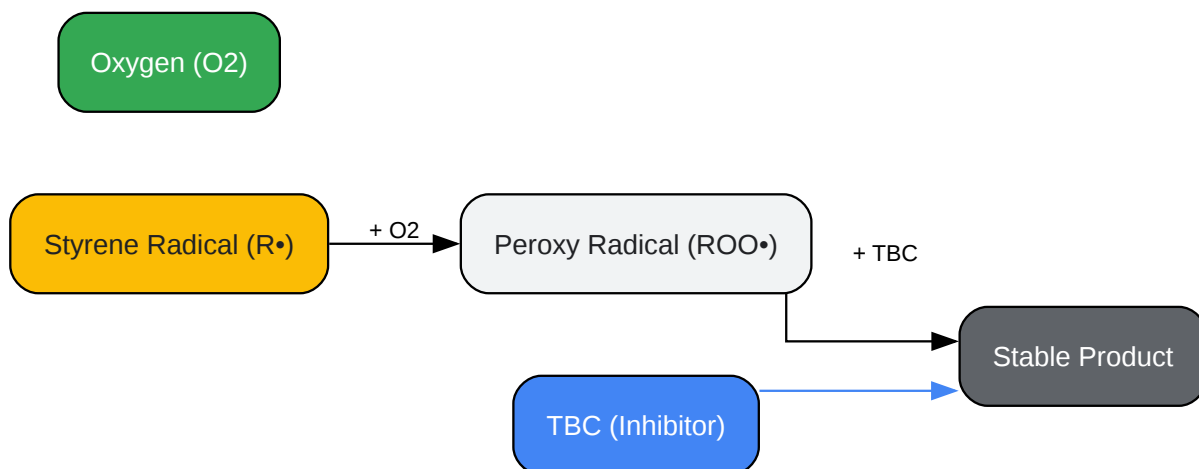 Oxygen (O2)
Styrene Radical (R•)
+ O2
Peroxy Radical (ROO•)
+ TBC
Stable Product
TBC (Inhibitor)